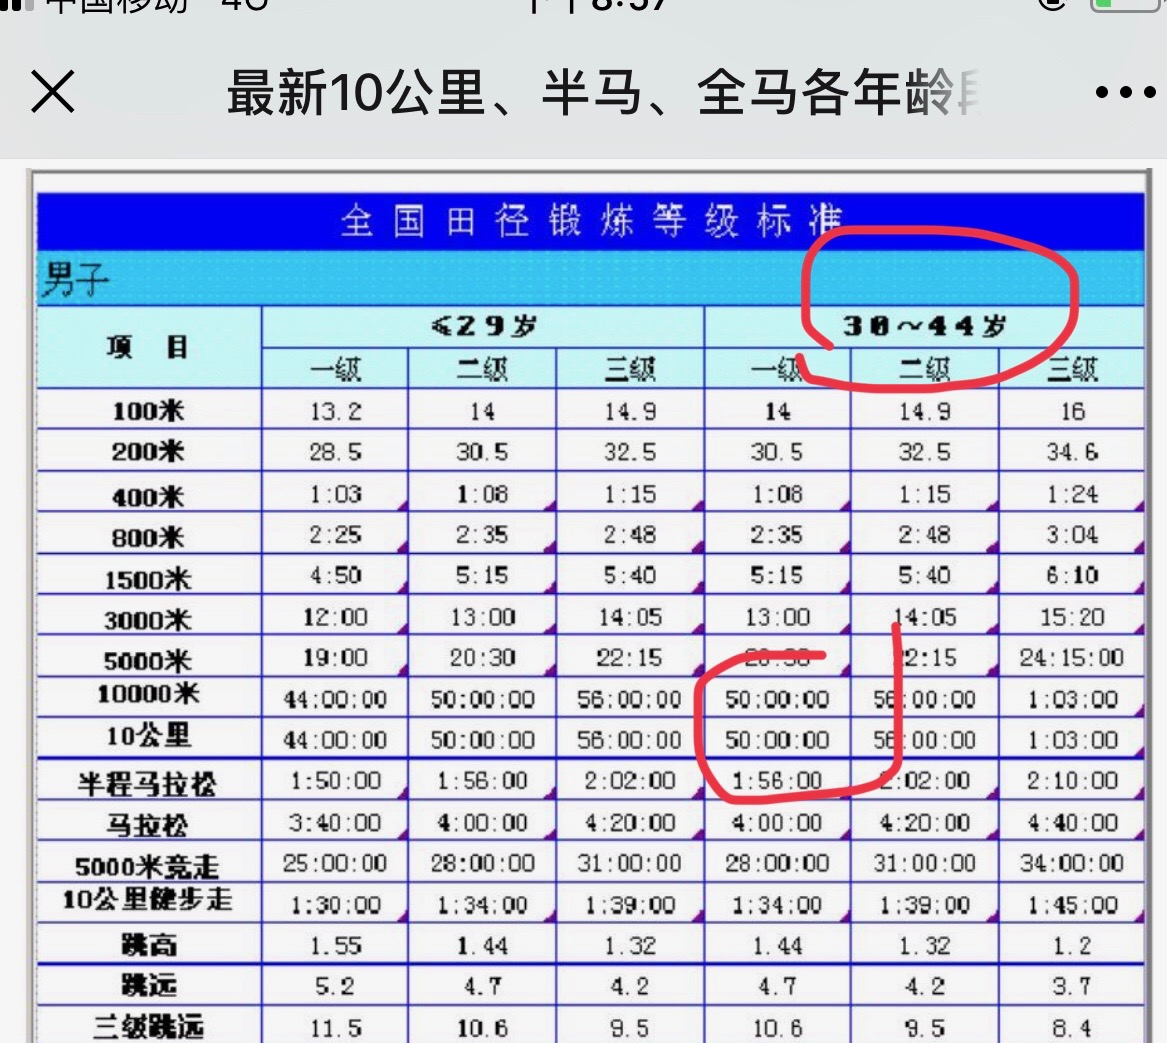 中国移动 4G 下午8:57
最新10公里、半马、全马各年龄段
全国田径锻炼等级标准
男子
项目 ≤29岁 30~44岁
一级 二级 三级 一级 二级 三级
100米 13.2 14 14.9 14 14.9 16
200米 28.5 30.5 32.5 30.5 32.5 34.6
400米 1:03 1:08 1:15 1:08 1:15 1:24
800米 2:25 2:35 2:48 2:35 2:48 3:04
1500米 4:50 5:15 5:40 5:15 5:40 6:10
3000米 12:00 13:00 14:05 13:00 14:05 15:20
5000米 19:00 20:30 22:15 20:30 22:15 24:15:00
10000米 44:00:00 50:00:00 56:00:00 50:00:00 56:00:00 1:03:00
10公里 44:00:00 50:00:00 56:00:00 50:00:00 56:00:00 1:03:00
半程马拉松 1:50:00 1:56:00 2:02:00 1:56:00 2:02:00 2:10:00
马拉松 3:40:00 4:00:00 4:20:00 4:00:00 4:20:00 4:40:00
5000米竞走 25:00:00 28:00:00 31:00:00 28:00:00 31:00:00 34:00:00
10公里健步走 1:30:00 1:34:00 1:39:00 1:34:00 1:39:00 1:45:00
跳高 1.55 1.44 1.32 1.44 1.32 1.2
跳远 5.2 4.7 4.2 4.7 4.2 3.7
三级跳远 11.5 10.6 9.5 10.6 9.5 8.4